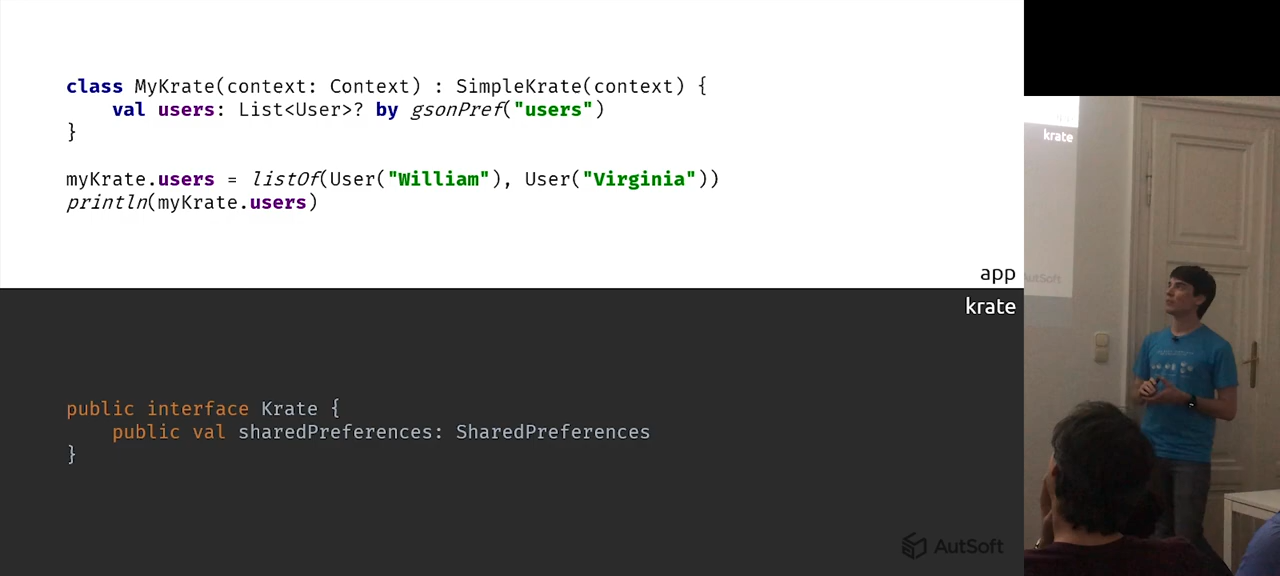 class MyKrate(context: Context) : SimpleKrate(context) {
    val users: List<User>? by gsonPref("users")
}
myKrate.users = listOf(User("William"), User("Virginia"))
println(myKrate.users)
app
krate
public interface Krate {
    public val sharedPreferences: SharedPreferences
}
AutSoft
krate
AutSoft